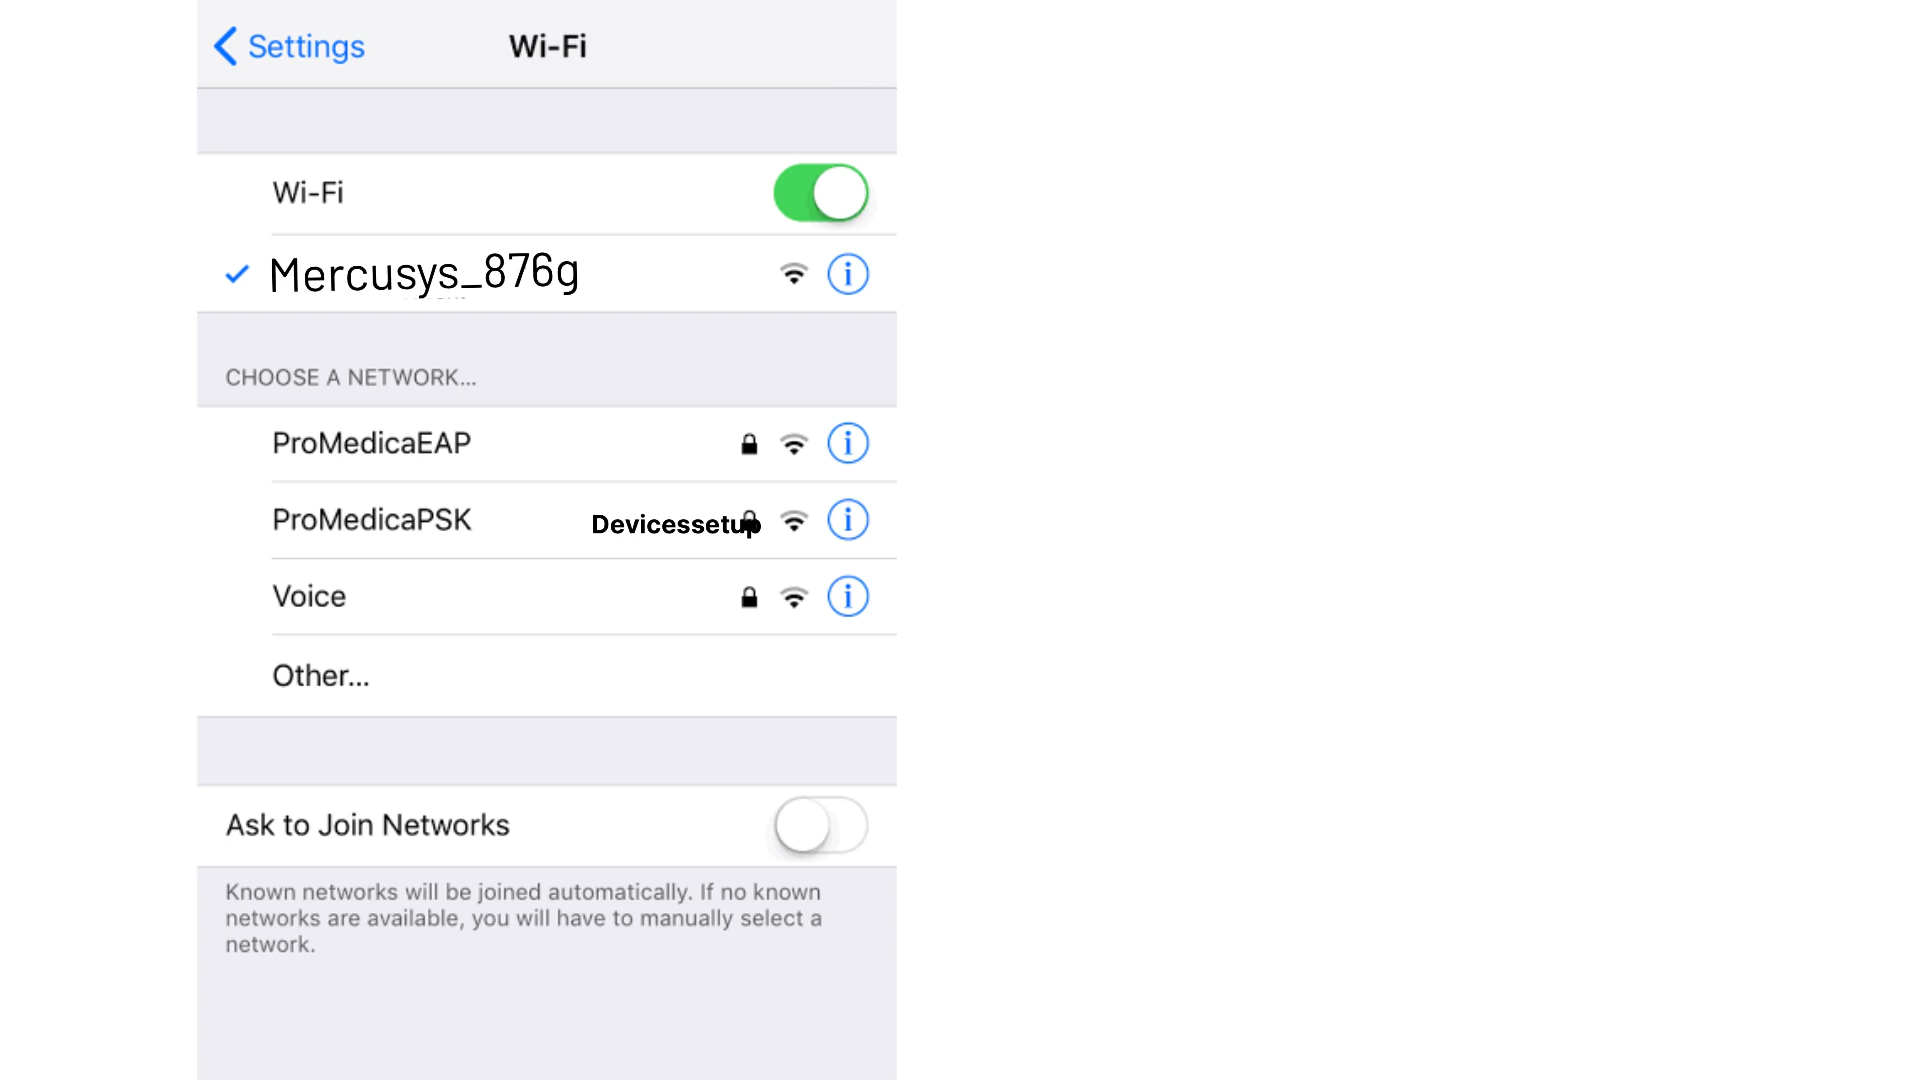 Settings
Wi-Fi
Wi-Fi
Mercusys_876g
CHOOSE A NETWORK...
ProMedicaEAP
ProMedicaPSK Devicessetup
Voice
Other...
Ask to Join Networks
Known networks will be joined automatically. If no known
networks are available, you will have to manually select a
network.